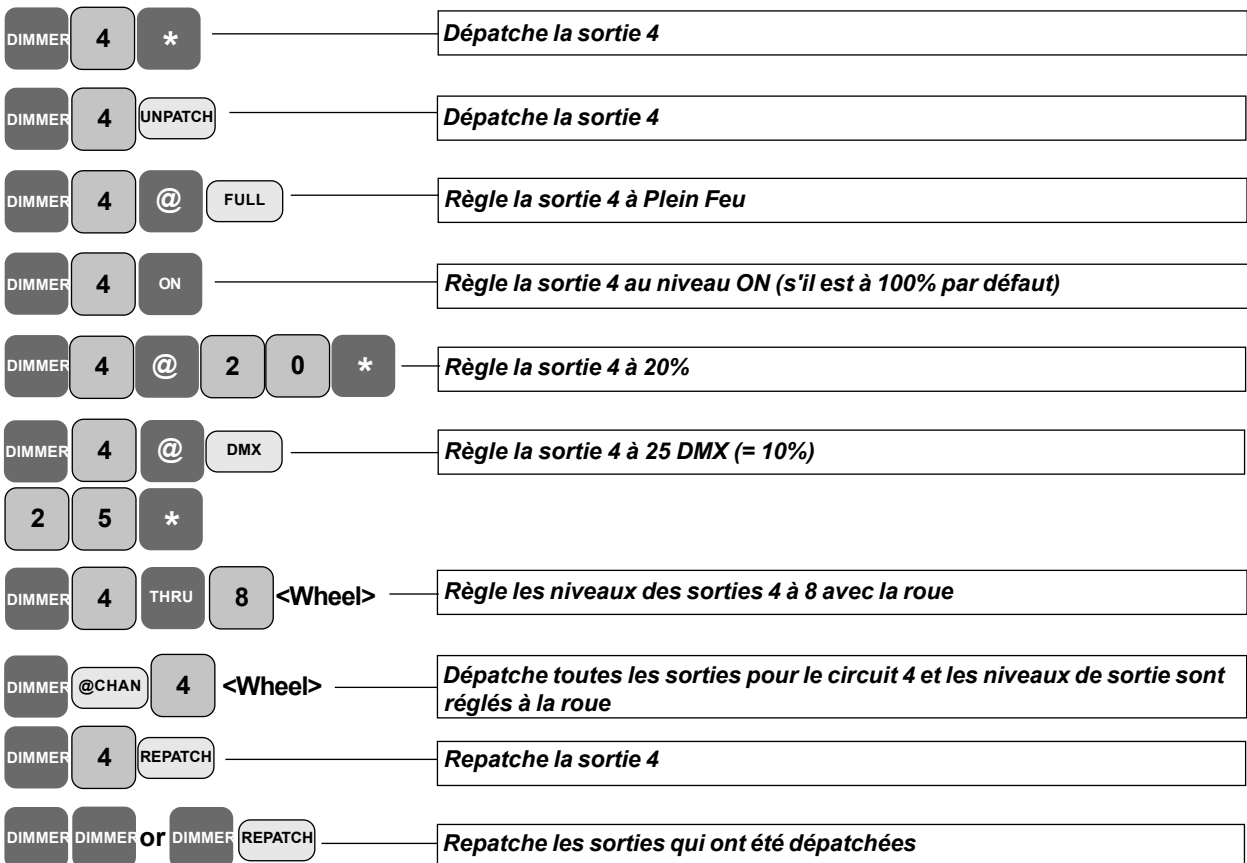 DIMMER 4 * Dépatche la sortie 4
DIMMER 4 UNPATCH Dépatche la sortie 4
DIMMER 4 @ FULL Règle la sortie 4 à Plein Feu
DIMMER 4 ON Règle la sortie 4 au niveau ON (s'il est à 100% par défaut)
DIMMER 4 @ 2 0 * Règle la sortie 4 à 20%
DIMMER 4 @ DMX Règle la sortie 4 à 25 DMX (= 10%)
2 5 *
DIMMER 4 THRU 8 <Wheel> Règle les niveaux des sorties 4 à 8 avec la roue
DIMMER @CHAN 4 <Wheel> Dépatche toutes les sorties pour le circuit 4 et les niveaux de sortie sont
réglés à la roue
DIMMER 4 REPATCH Repatche la sortie 4
DIMMER DIMMER or DIMMER REPATCH Repatche les sorties qui ont été dépatchées